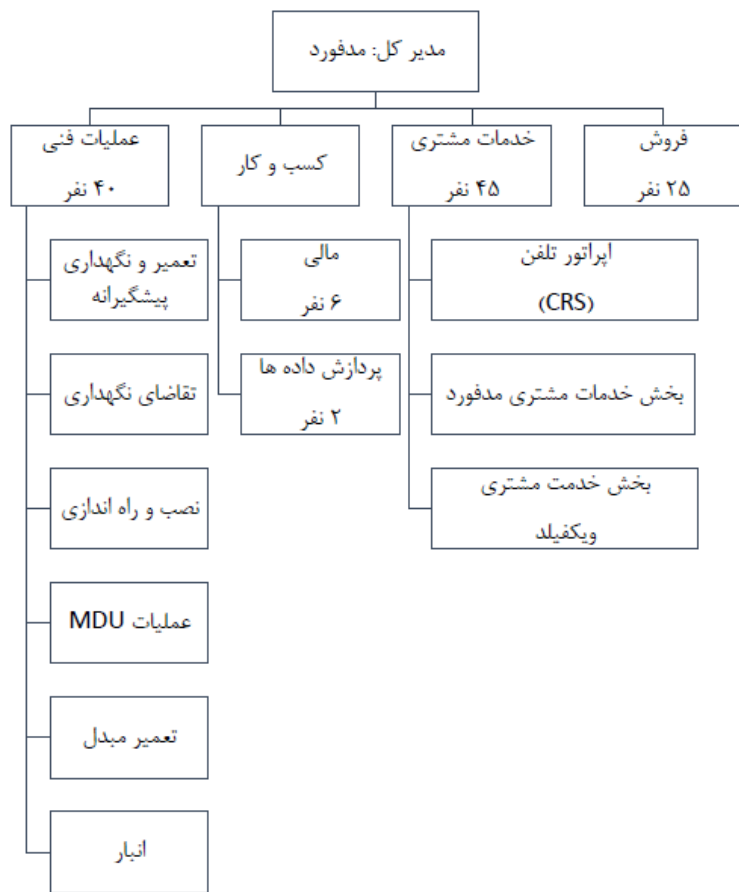 مدیر کل: مدفورد
فروش
۲۵ نفر
خدمات مشتری
۴۵ نفر
کسب و کار
عملیات فنی
۴۰ نفر
اپراتور تلفن
(CRS)
بخش خدمات مشتری مدفورد
بخش خدمت مشتری
ویکفیلد
مالی
۶ نفر
پردازش داده ها
۲ نفر
تعمیر و نگهداری
پیشگیرانه
تقاضای نگهداری
نصب و راه اندازی
عملیات MDU
تعمیر مبدل
انبار